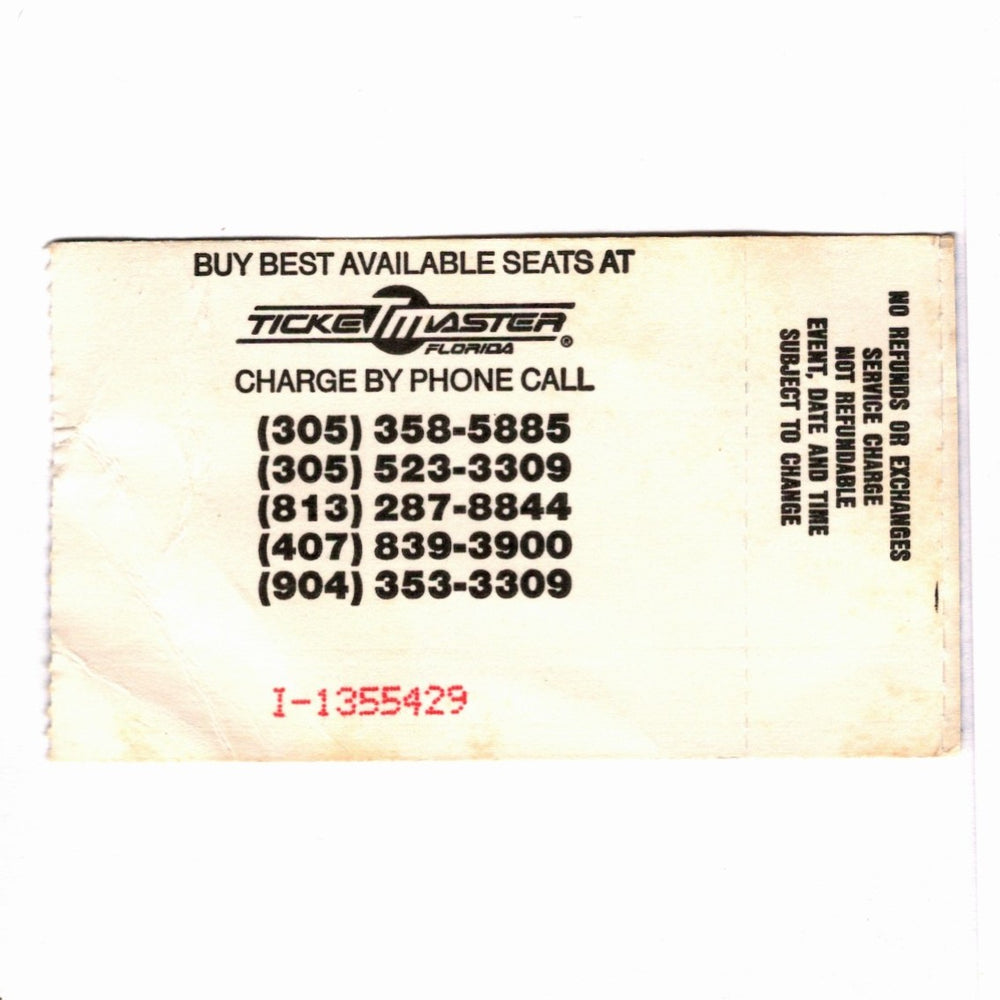 BUY BEST AVAILABLE SEATS AT
TICKETMASTER
FLORIDA ®
CHARGE BY PHONE CALL
(305) 358-5885
(305) 523-3309
(813) 287-8844
(407) 839-3900
(904) 353-3309
I-1355429
NO REFUNDS OR EXCHANGES
SERVICE CHARGE
NOT REFUNDABLE
EVENT, DATE AND TIME
SUBJECT TO CHANGE